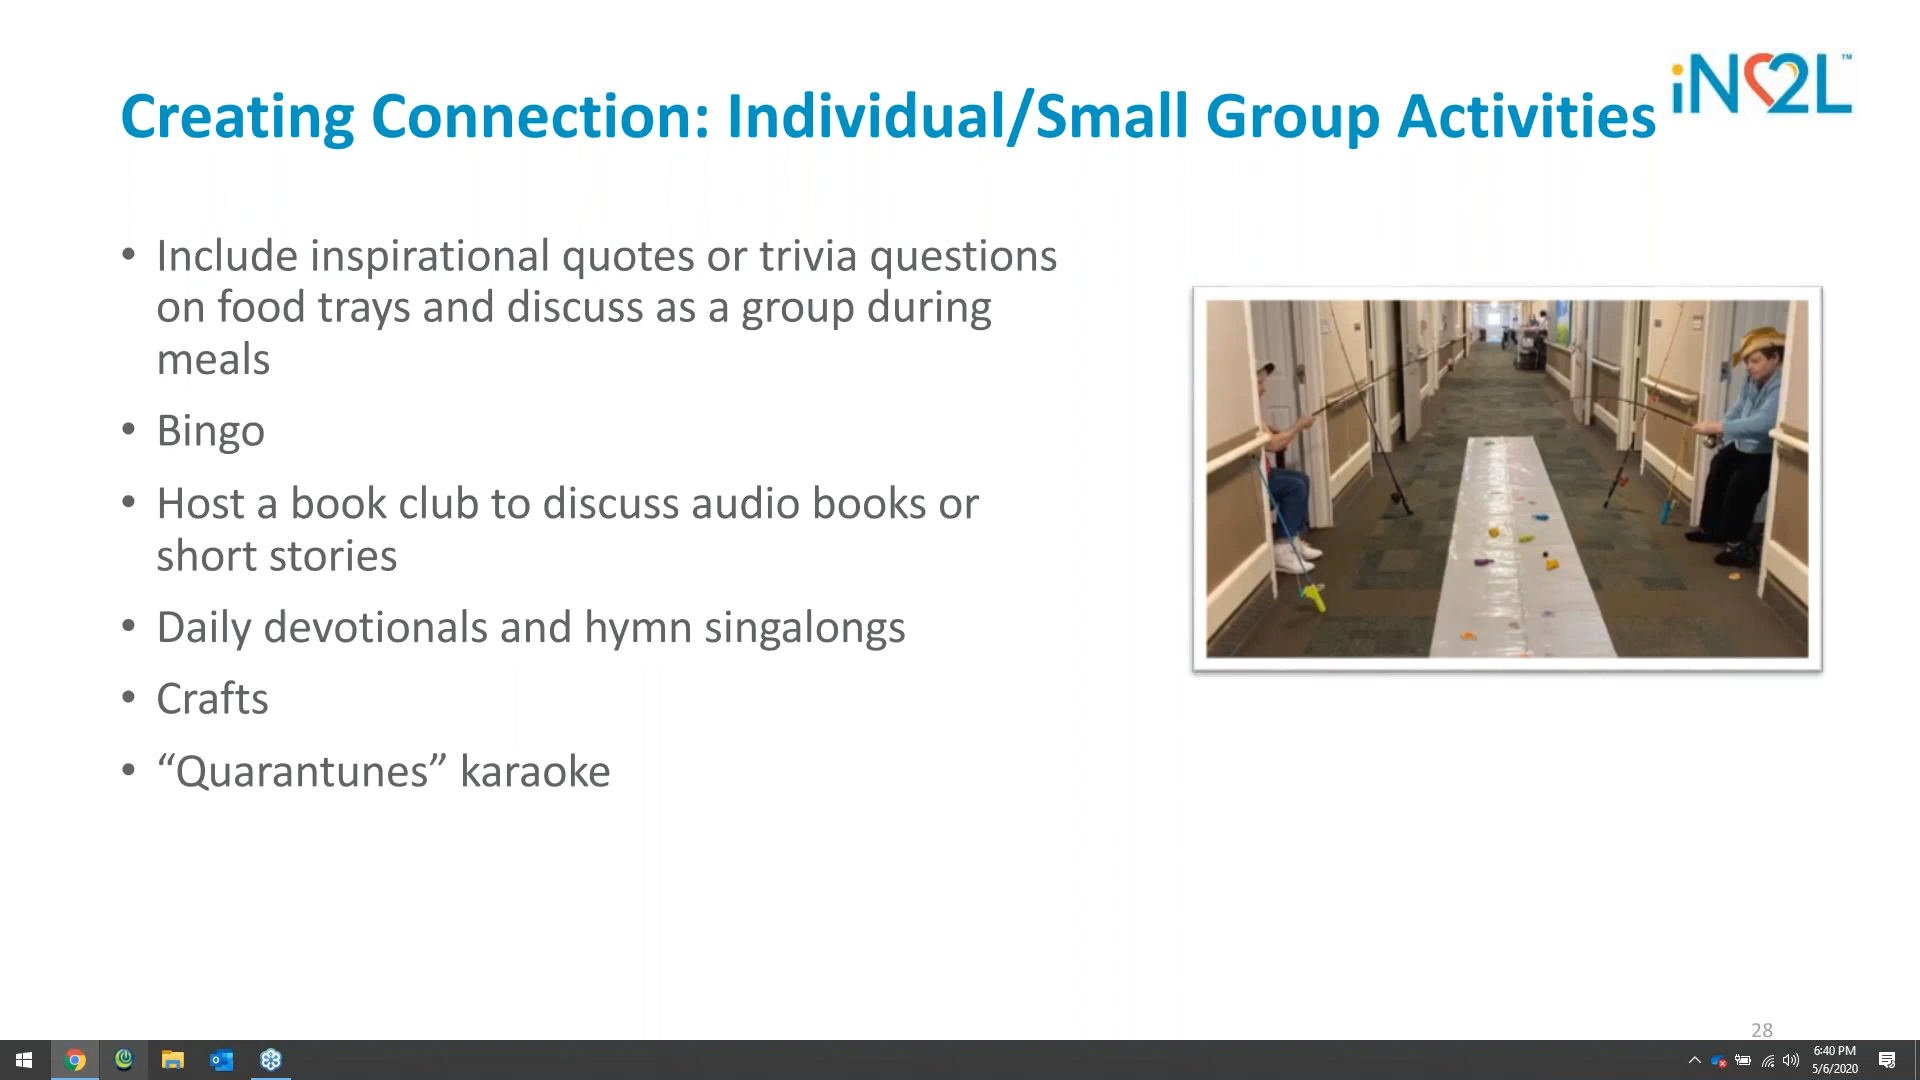 iN2L™
Creating Connection: Individual/Small Group Activities
• Include inspirational quotes or trivia questions
on food trays and discuss as a group during
meals
• Bingo
• Host a book club to discuss audio books or
short stories
• Daily devotionals and hymn singalongs
• Crafts
• “Quarantunes” karaoke
28
6:40 PM
5/6/2020